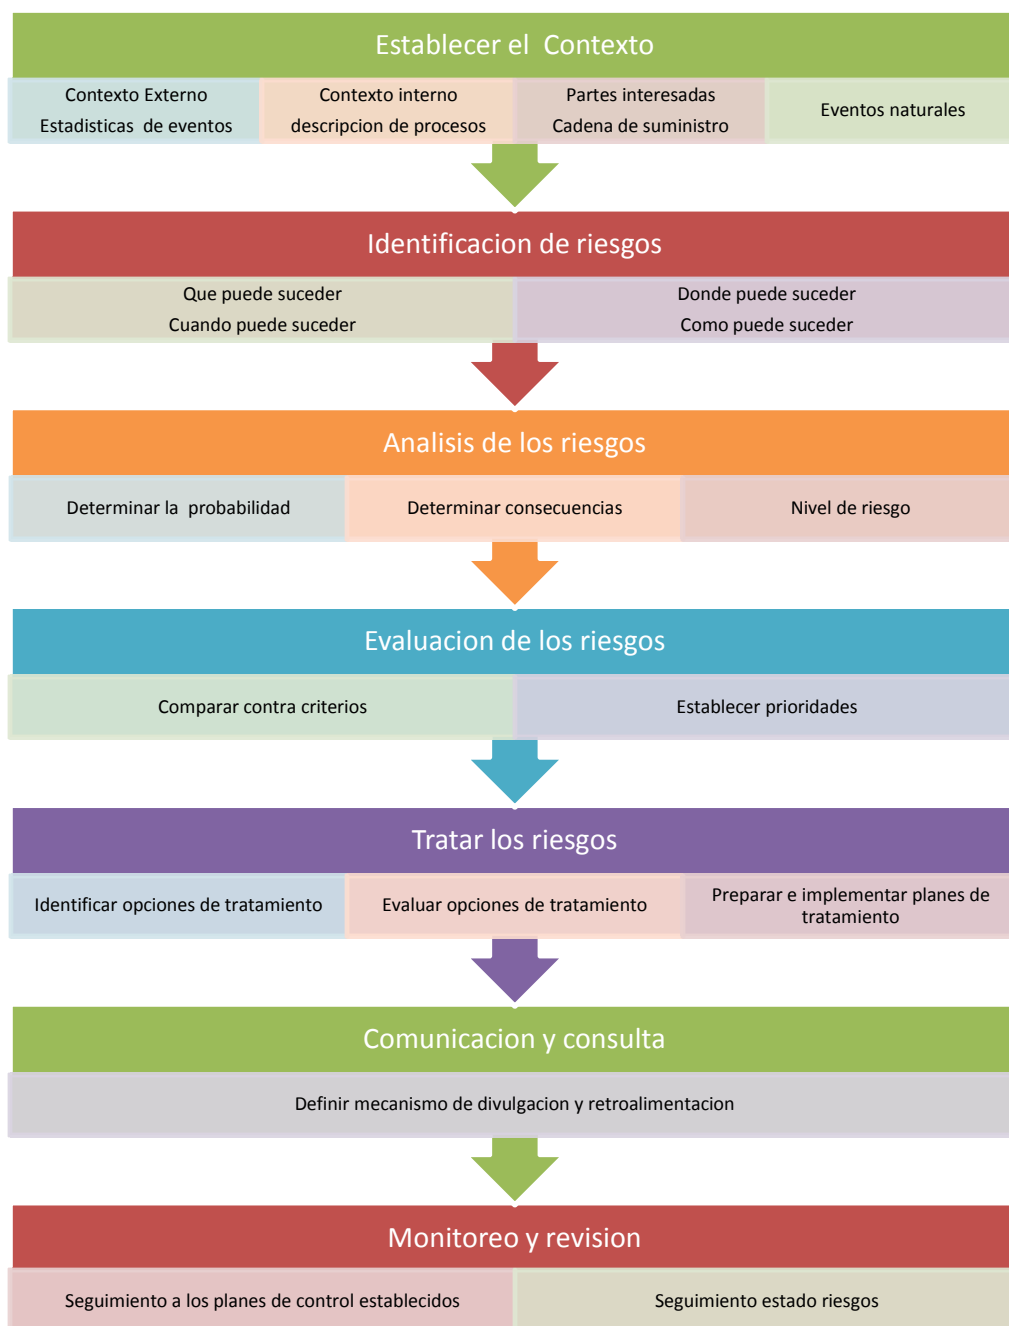 Establecer el Contexto
Contexto Externo
Estadisticas de eventos
Contexto interno
descripcion de procesos
Partes interesadas
Cadena de suministro
Eventos naturales
Identificacion de riesgos
Que puede suceder
Cuando puede suceder
Donde puede suceder
Como puede suceder
Analisis de los riesgos
Determinar la probabilidad
Determinar consecuencias
Nivel de riesgo
Evaluacion de los riesgos
Comparar contra criterios
Establecer prioridades
Tratar los riesgos
Identificar opciones de tratamiento
Evaluar opciones de tratamiento
Preparar e implementar planes de
tratamiento
Comunicacion y consulta
Definir mecanismo de divulgacion y retroalimentacion
Monitoreo y revision
Seguimiento a los planes de control establecidos
Seguimiento estado riesgos